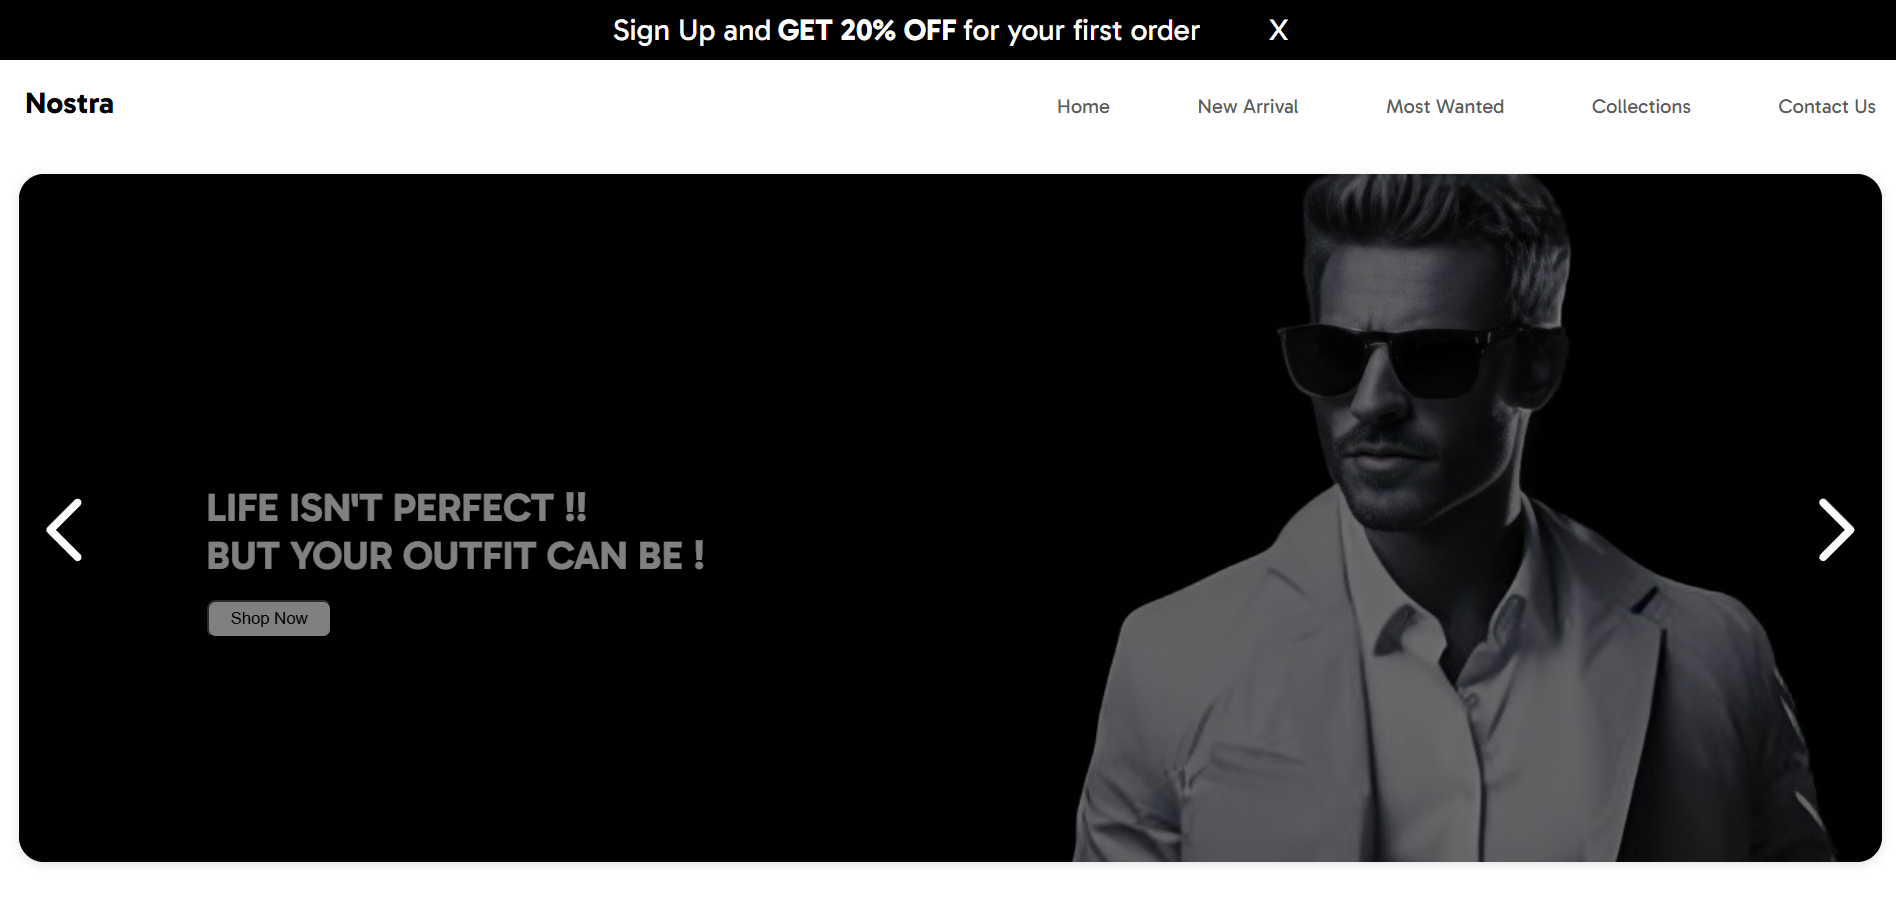 Sign Up and GET 20% OFF for your first order X
Nostra
Home New Arrival Most Wanted Collections Contact Us
LIFE ISN'T PERFECT !!
BUT YOUR OUTFIT CAN BE !
Shop Now